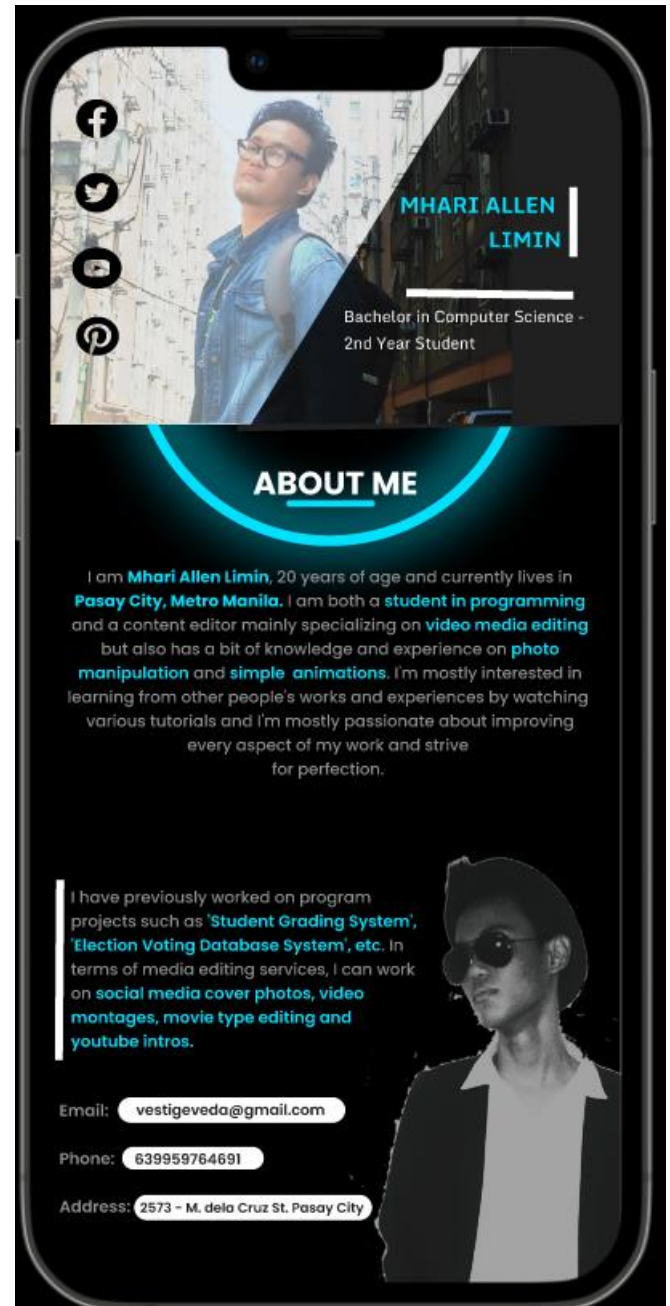 MHARI ALLEN
LIMIN
Bachelor in Computer Science -
2nd Year Student
ABOUT ME
I am Mhari Allen Limin, 20 years of age and currently lives in
Pasay City, Metro Manila. I am both a student in programming
and a content editor mainly specializing on video media editing
but also has a bit of knowledge and experience on photo
manipulation and simple animations. I'm mostly interested in
learning from other people's works and experiences by watching
various tutorials and I'm mostly passionate about improving
every aspect of my work and strive
for perfection.
I have previously worked on program
projects such as 'Student Grading System',
'Election Voting Database System', etc. In
terms of media editing services, I can work
on social media cover photos, video
montages, movie type editing and
youtube intros.
Email: vestigeveda@gmail.com
Phone: 639959764691
Address: 2573 - M. dela Cruz St. Pasay City